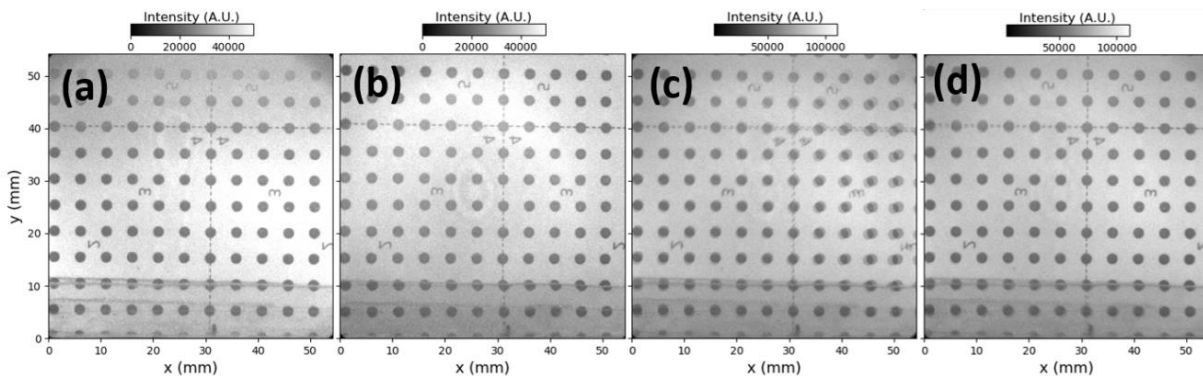 Intensity (A.U.) Intensity (A.U.) Intensity (A.U.) Intensity (A.U.)
0 20000 40000 0 20000 40000 50000 100000 50000 100000
(a) (b) (c) (d)
y (mm)
50
40
30
20
10
0
0 10 20 30 40 50 0 10 20 30 40 50 0 10 20 30 40 50 0 10 20 30 40 50
x (mm) x (mm) x (mm) x (mm)